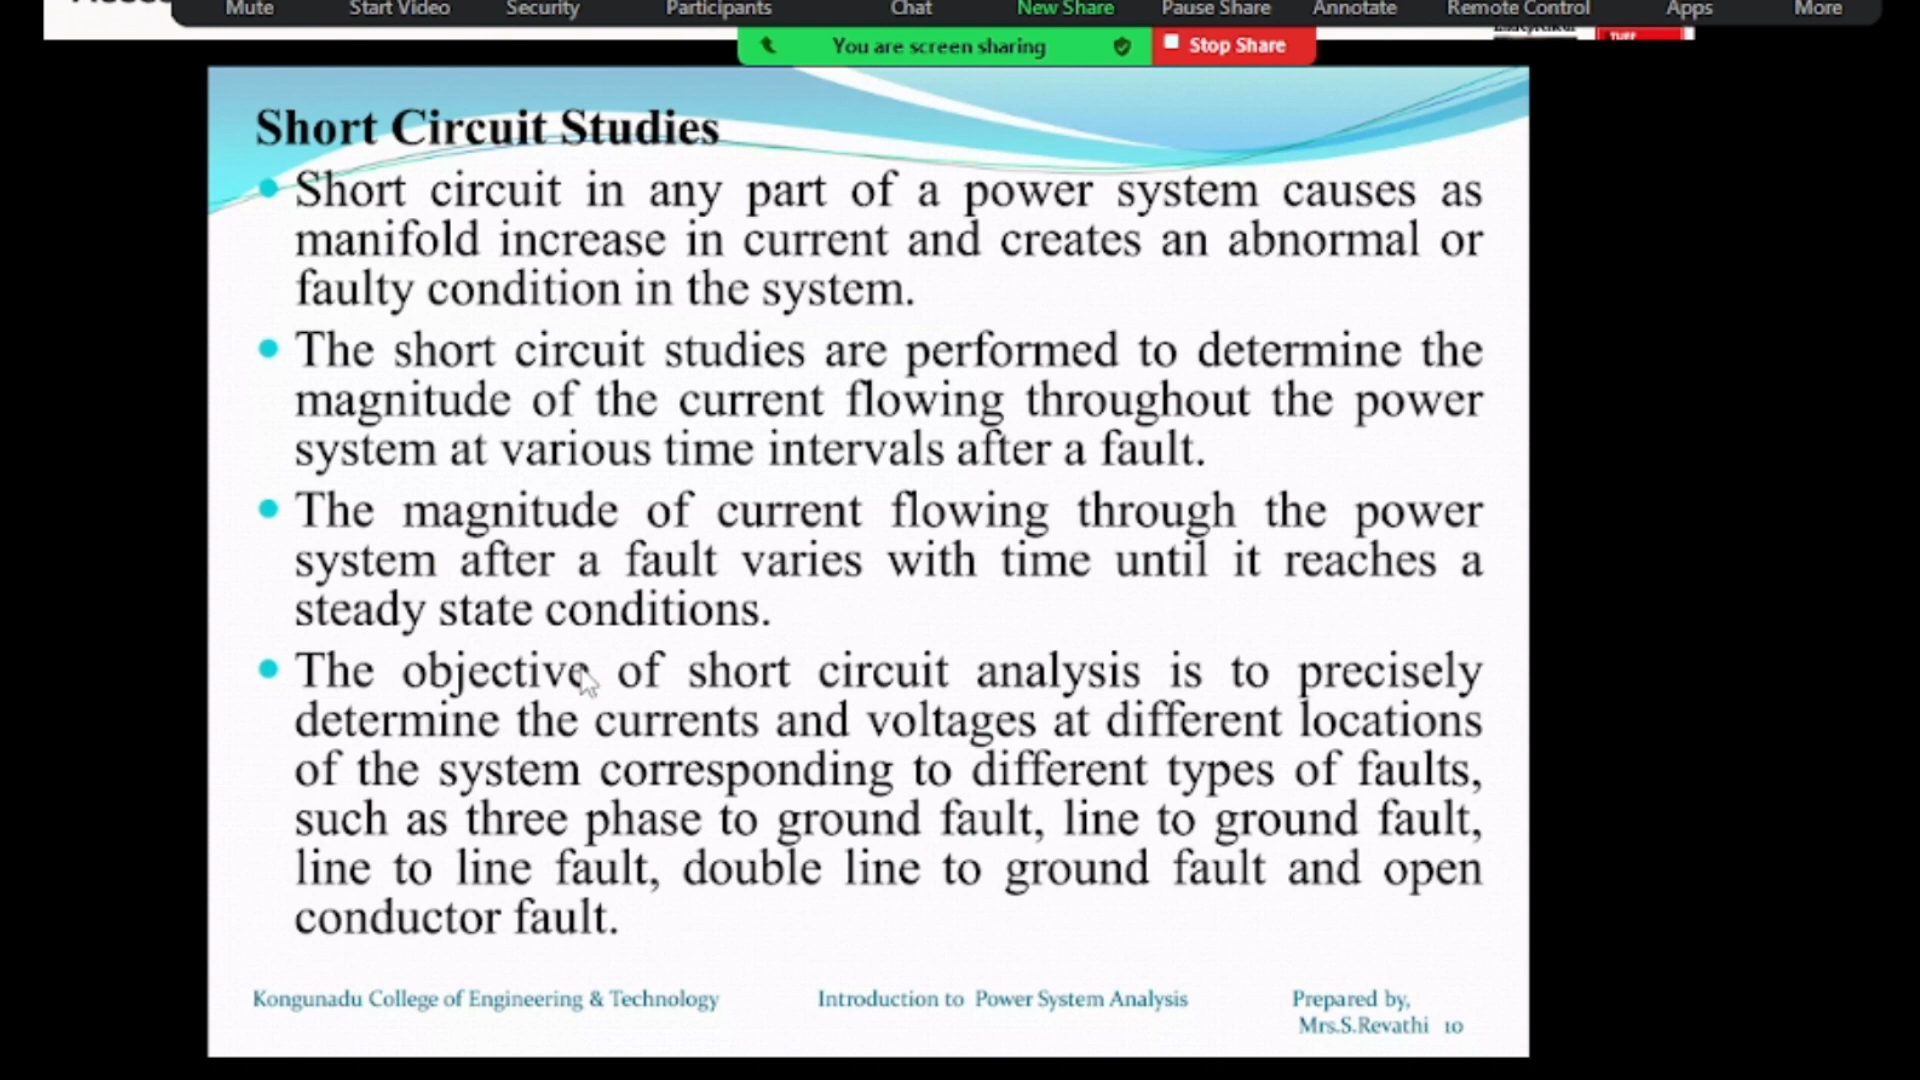 Mute Start Video Security Participants Chat New Share Pause Share Annotate Remote Control Apps More
You are screen sharing Stop Share
TUFF
Short Circuit Studies
Short circuit in any part of a power system causes as
manifold increase in current and creates an abnormal or
faulty condition in the system.
The short circuit studies are performed to determine the
magnitude of the current flowing throughout the power
system at various time intervals after a fault.
The magnitude of current flowing through the power
system after a fault varies with time until it reaches a
steady state conditions.
The objective of short circuit analysis is to precisely
determine the currents and voltages at different locations
of the system corresponding to different types of faults,
such as three phase to ground fault, line to ground fault,
line to line fault, double line to ground fault and open
conductor fault.
Kongunadu College of Engineering & Technology Introduction to Power System Analysis Prepared by,
Mrs.S.Revathi 10